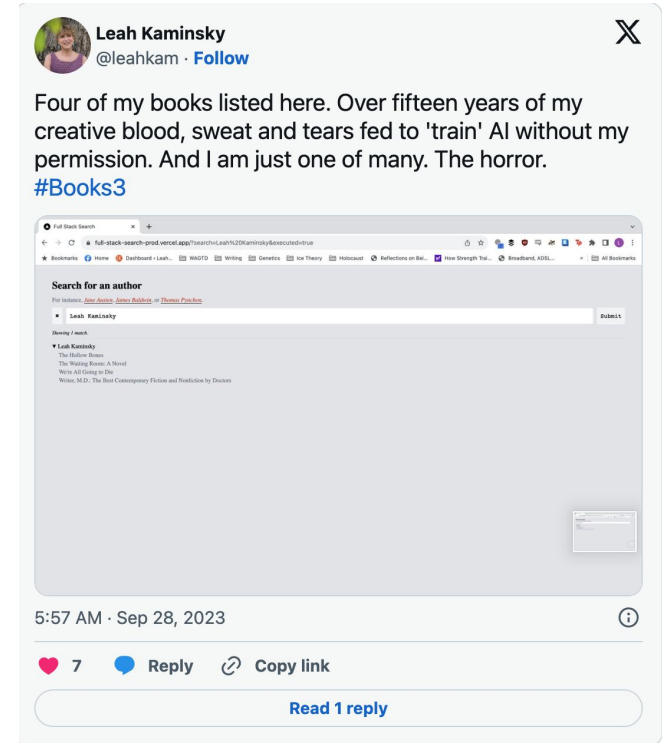 Leah Kaminsky
@leahkam · Follow
Four of my books listed here. Over fifteen years of my
creative blood, sweat and tears fed to 'train' AI without my
permission. And I am just one of many. The horror.
#Books3
Full Stack Search
full-stack-search-prod.vercel.app/?search=Leah%20Kaminsky&executed=true
Bookmarks Home Dashboard ‹ Leah... WAGTD Writing Genetics Ice Theory Holocaust Reflections on Bei... How Strength Trai... Broadband, ADSL... » All Bookmarks
Search for an author
For instance, Jane Austen, James Baldwin, or Thomas Pynchon.
Leah Kaminsky Submit
Showing 1 match.
▼ Leah Kaminsky
The Hollow Bones
The Waiting Room: A Novel
We're All Going to Die
Writer, M.D.: The Best Contemporary Fiction and Nonfiction by Doctors
5:57 AM · Sep 28, 2023
7 Reply Copy link
Read 1 reply